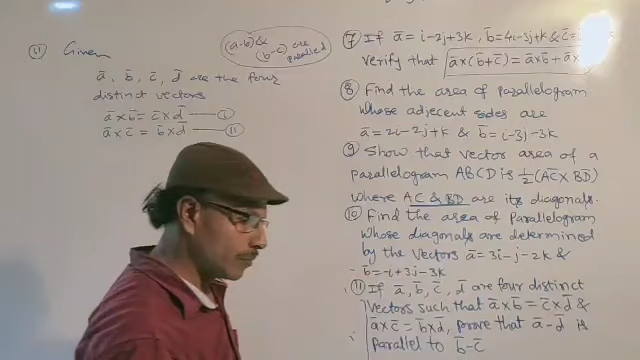 (ā-b̄) &
(b̄-c̄) are
parallel
11) Given
ā, b̄, c̄, d̄ are the four
distinct vectors
ā×b̄ = c̄×d̄ —— (i)
ā×c̄ = b̄×d̄ —— (ii)
(7) If ā = i-2j+3k, b̄=4i-3j+k & c̄=
verify that ā×(b̄+c̄) = ā×b̄ + ā×
(8) Find the area of parallelogram
whose adjecent sides are
ā=2i-2j+k & b̄=i-3j-3k
(9) Show that vector area of a
parallelogram ABCD is 1/2 (AC × BD)
where AC & BD are its diagonals.
(10) Find the area of parallelogram
whose diagonals are determined
by the vectors ā=3i-j-2k &
b̄=-i+3j-3k
(11) If ā, b̄, c̄, d̄ are four distinct
vectors such that ā×b̄ = c̄×d̄ &
ā×c̄ = b̄×d̄, prove that ā-d̄ is
parallel to b̄-c̄